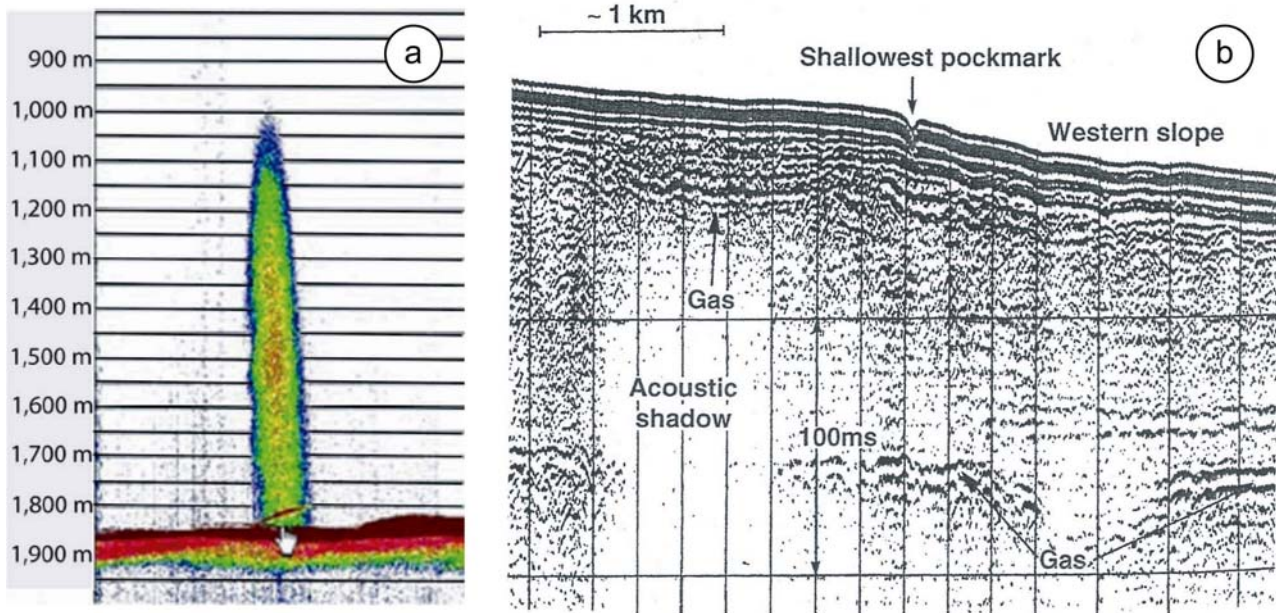 a
900 m
1,000 m
1,100 m
1,200 m
1,300 m
1,400 m
1,500 m
1,600 m
1,700 m
1,800 m
1,900 m
~ 1 km
b
Shallowest pockmark
Western slope
Gas
Acoustic
shadow
100ms
Gas